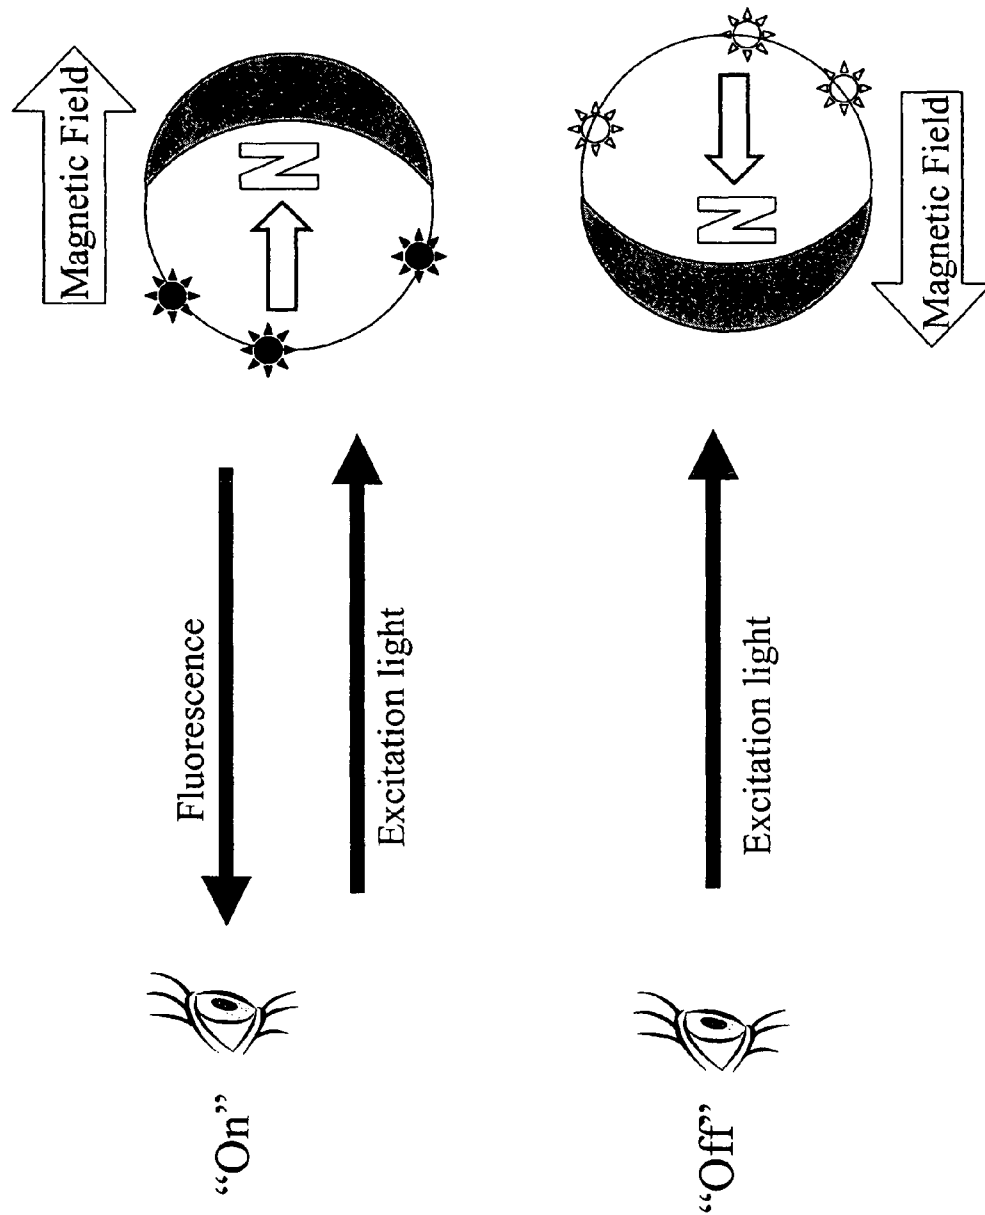 Magnetic Field
Fluorescence
“On”
N
Excitation light
“Off”
N
Excitation light
Magnetic Field